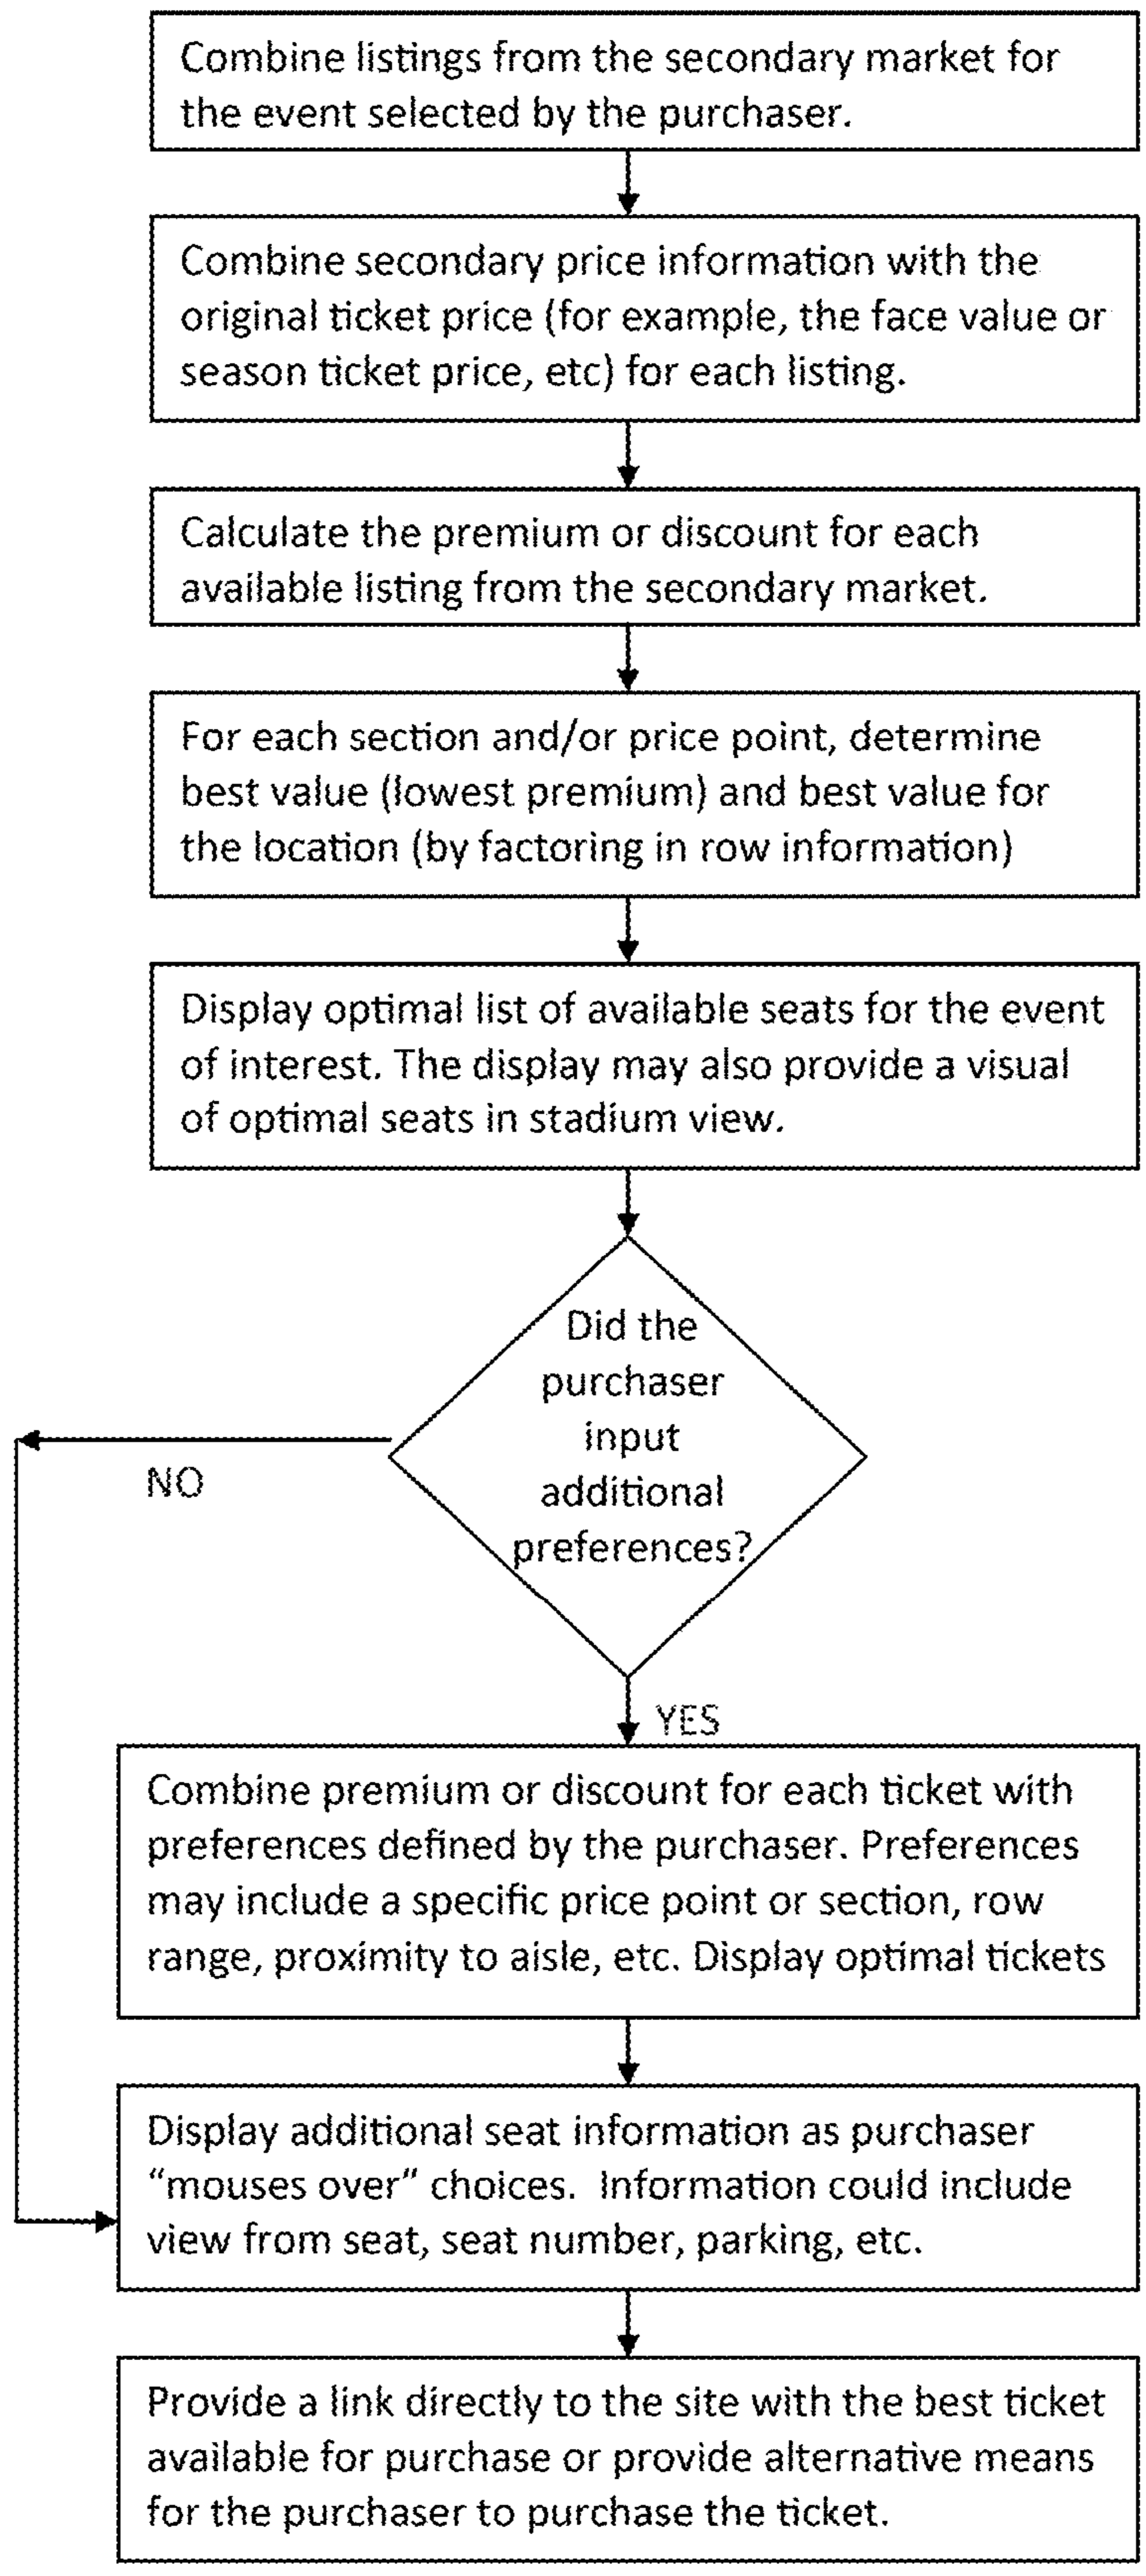 Combine listings from the secondary market for
the event selected by the purchaser.
Combine secondary price information with the
original ticket price (for example, the face value or
season ticket price, etc) for each listing.
Calculate the premium or discount for each
available listing from the secondary market.
For each section and/or price point, determine
best value (lowest premium) and best value for
the location (by factoring in row information)
Display optimal list of available seats for the event
of interest. The display may also provide a visual
of optimal seats in stadium view.
Did the
purchaser
input
additional
preferences?
NO
YES
Combine premium or discount for each ticket with
preferences defined by the purchaser. Preferences
may include a specific price point or section, row
range, proximity to aisle, etc. Display optimal tickets
Display additional seat information as purchaser
“mouses over” choices.  Information could include
view from seat, seat number, parking, etc.
Provide a link directly to the site with the best ticket
available for purchase or provide alternative means
for the purchaser to purchase the ticket.